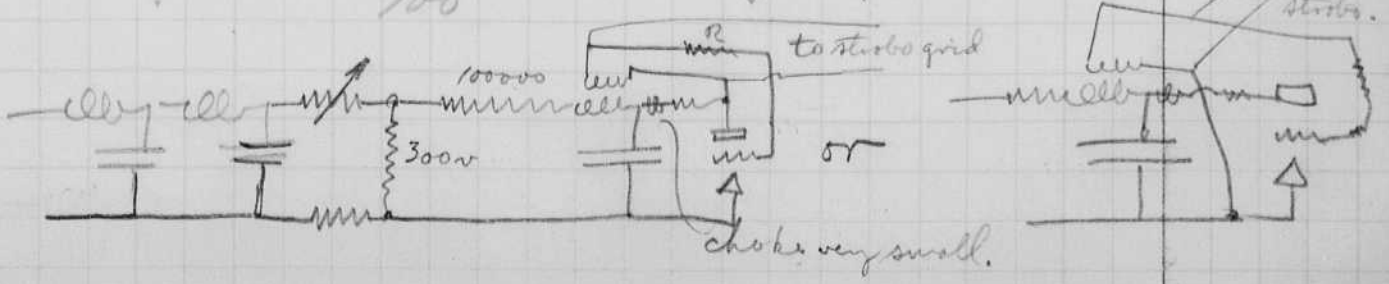 strobo.
R
to strobo grid
100000
300v
or
choke very small.